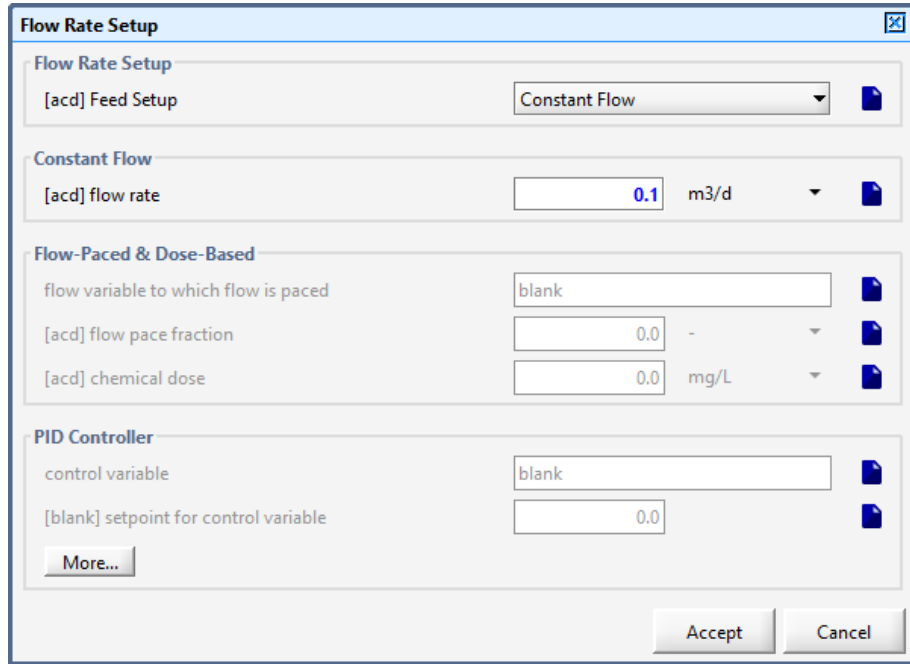 Flow Rate Setup
Flow Rate Setup
[acd] Feed Setup Constant Flow
Constant Flow
[acd] flow rate 0.1 m3/d
Flow-Paced & Dose-Based
flow variable to which flow is paced blank
[acd] flow pace fraction 0.0 -
[acd] chemical dose 0.0 mg/L
PID Controller
control variable blank
[blank] setpoint for control variable 0.0
More...
Accept Cancel